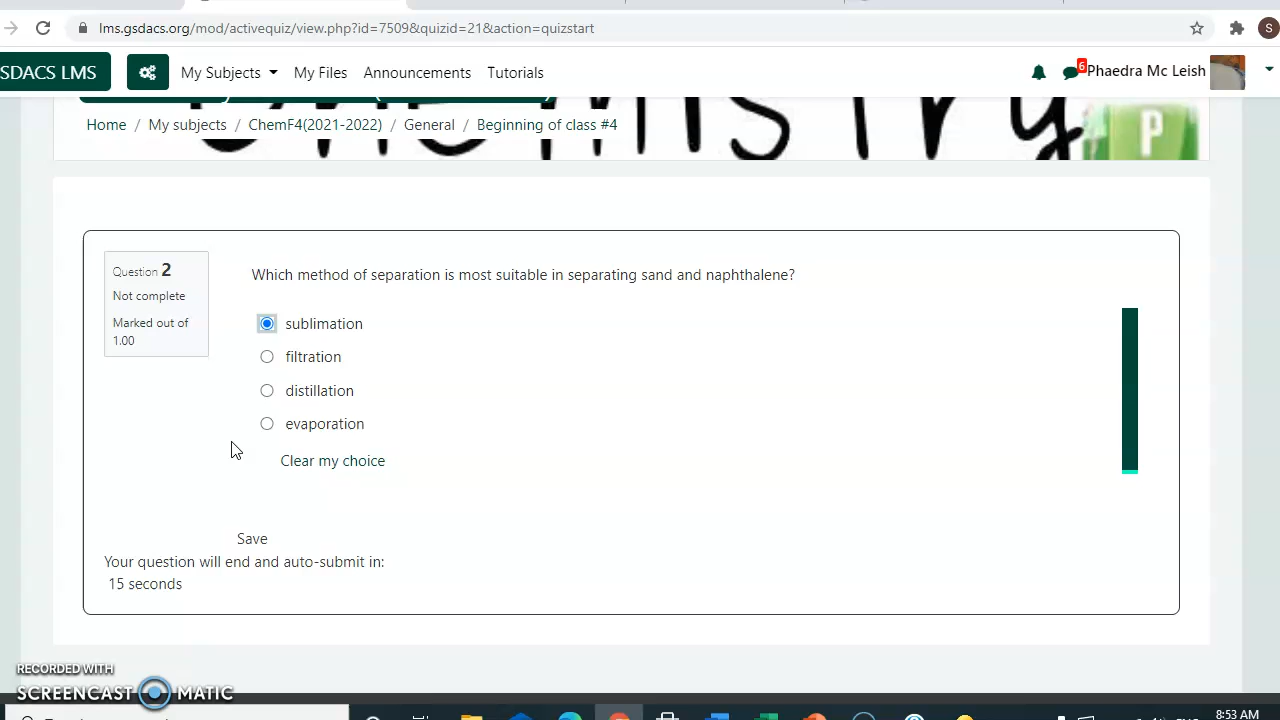 lms.gsdacs.org/mod/activequiz/view.php?id=7509&quizid=21&action=quizstart
S
SDACS LMS
My Subjects
My Files
Announcements
Tutorials
6
Phaedra Mc Leish
Home / My subjects / ChemF4(2021-2022) / General / Beginning of class #4
P
Question 2
Not complete
Marked out of
1.00
Which method of separation is most suitable in separating sand and naphthalene?
sublimation
filtration
distillation
evaporation
Clear my choice
Save
Your question will end and auto-submit in:
15 seconds
RECORDED WITH
SCREENCAST MATIC
8:53 AM